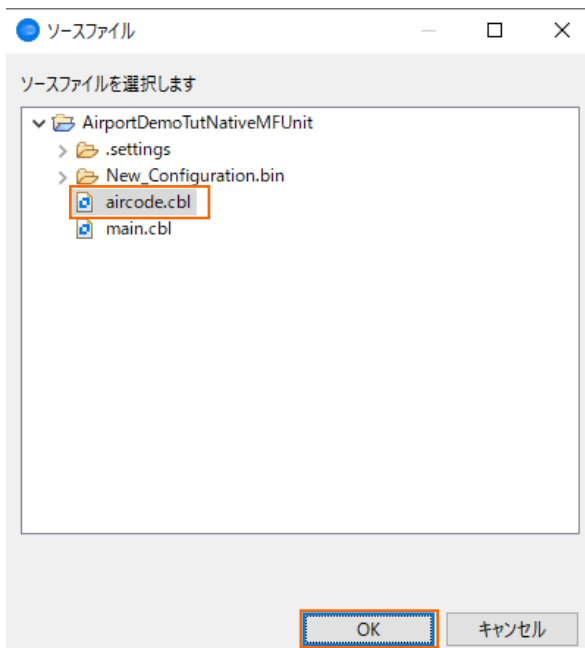 ソースファイル
ソースファイルを選択します
AirportDemoTutNativeMFUnit
.settings
New_Configuration.bin
aircode.cbl
main.cbl
OK キャンセル